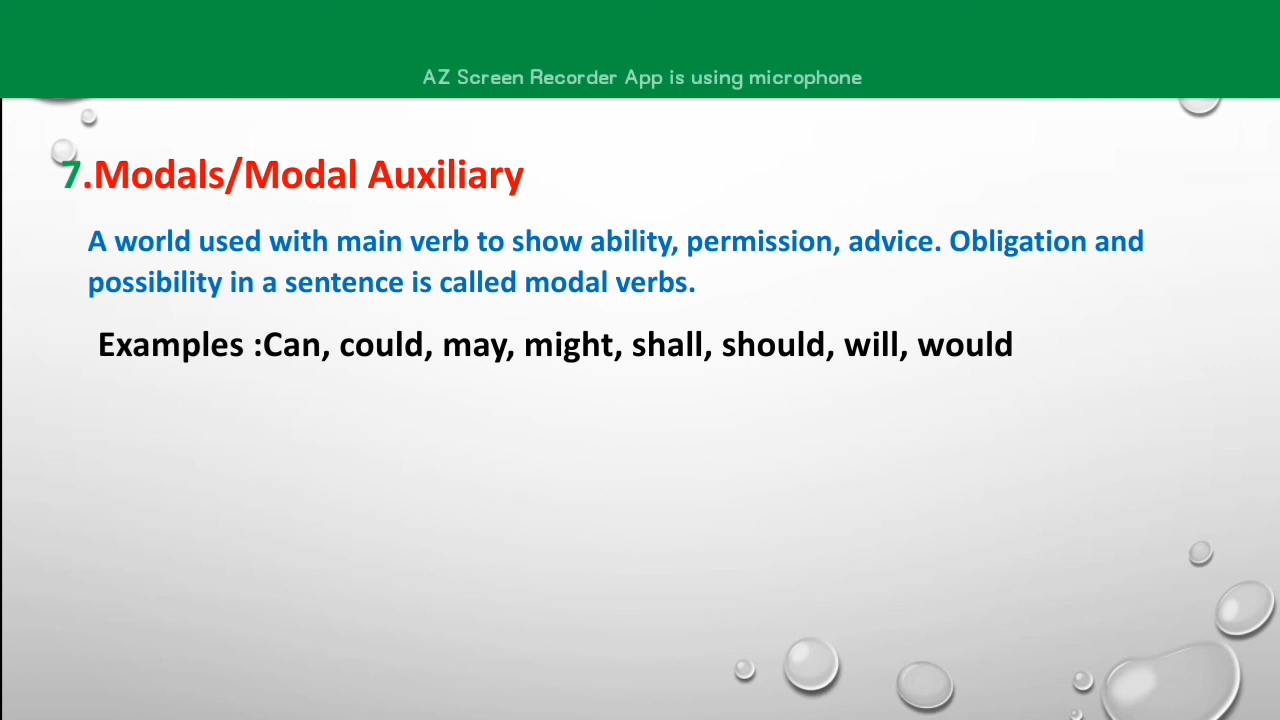 AZ Screen Recorder App is using microphone
7.Modals/Modal Auxiliary
A world used with main verb to show ability, permission, advice. Obligation and
possibility in a sentence is called modal verbs.
Examples :Can, could, may, might, shall, should, will, would